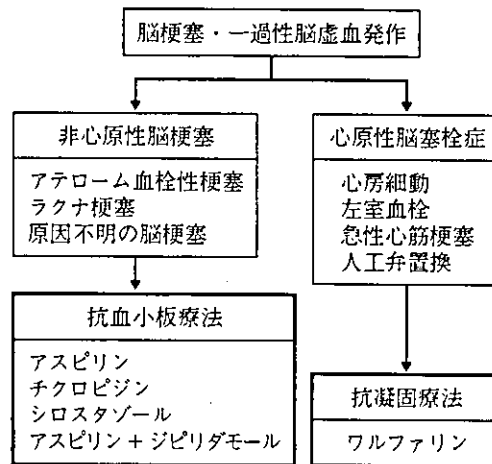 脳梗塞・一過性脳虚血発作
非心原性脳梗塞
アテローム血栓性梗塞
ラクナ梗塞
原因不明の脳梗塞
心原性脳塞栓症
心房細動
左室血栓
急性心筋梗塞
人工弁置換
抗血小板療法
アスピリン
チクロピジン
シロスタゾール
アスピリン+ジピリダモール
抗凝固療法
ワルファリン